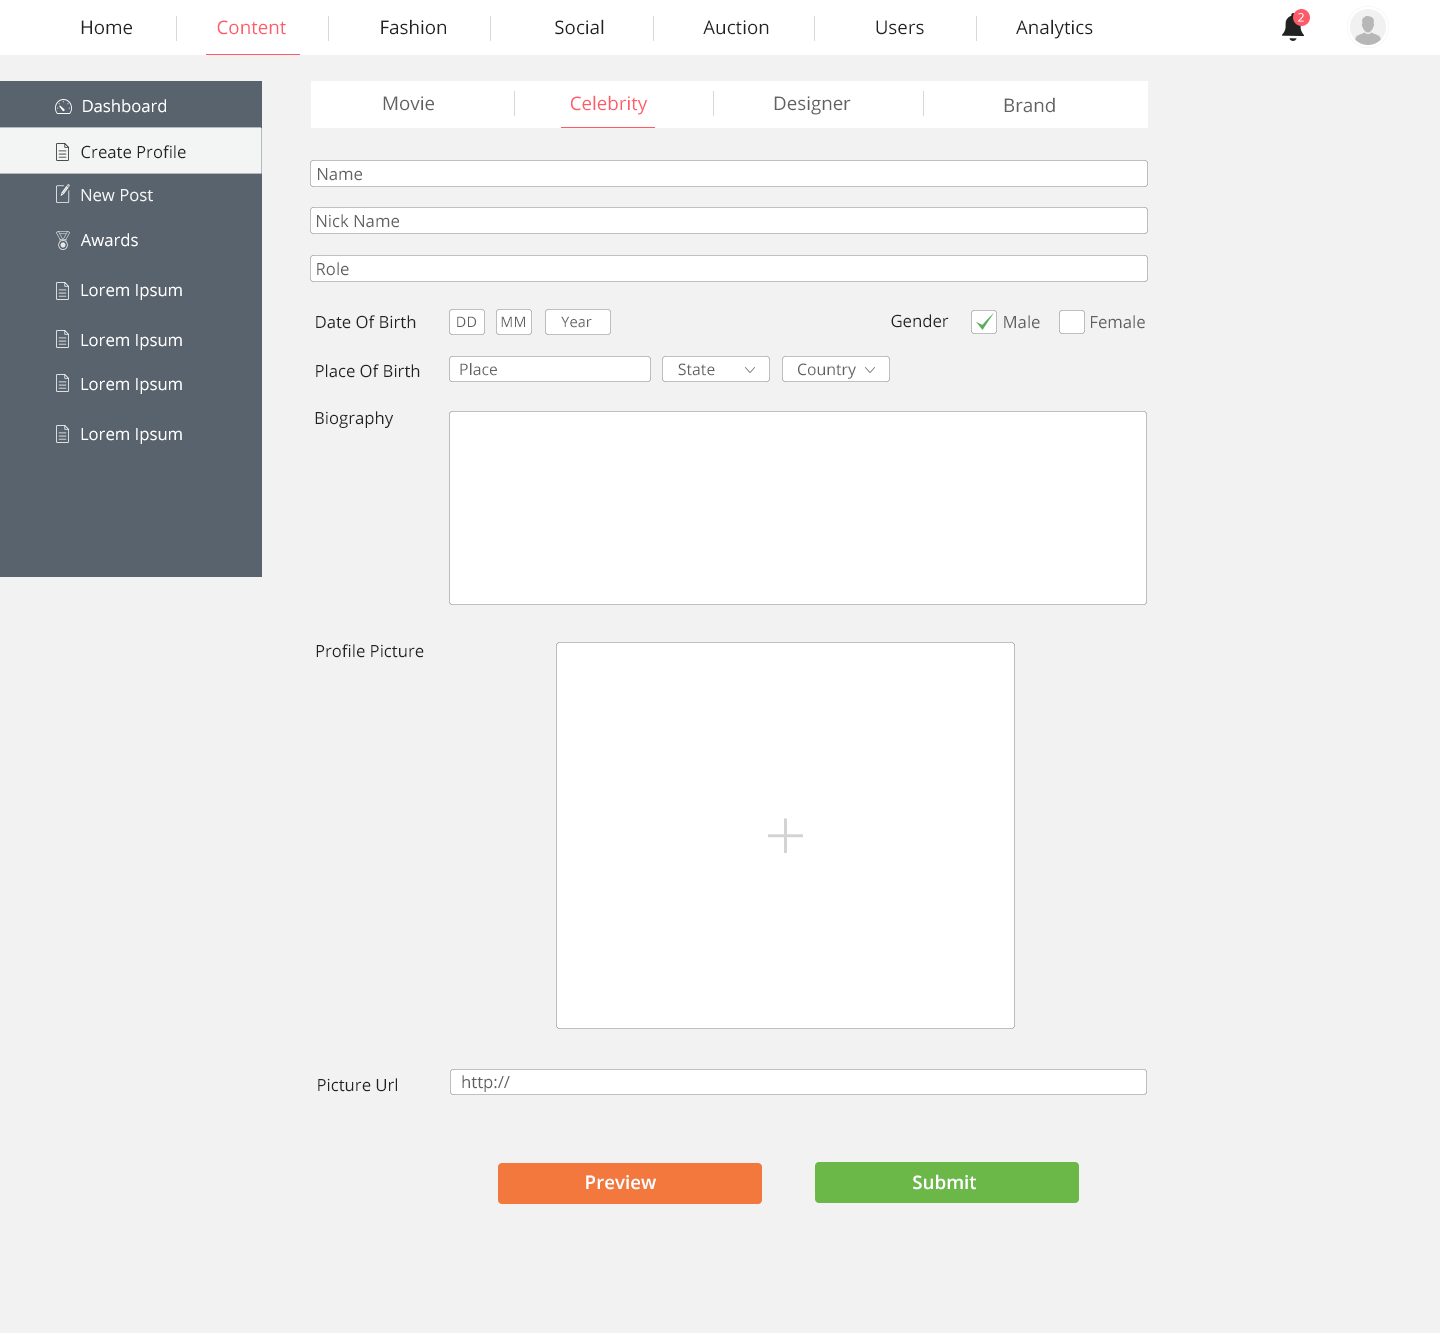 Home Content Fashion Social Auction Users Analytics 2
Dashboard
Create Profile
New Post
Awards
Lorem Ipsum
Lorem Ipsum
Lorem Ipsum
Lorem Ipsum
Movie Celebrity Designer Brand
Name
Nick Name
Role
Date Of Birth DD MM Year Gender Male Female
Place Of Birth Place State Country
Biography
Profile Picture
Picture Url http://
Preview Submit